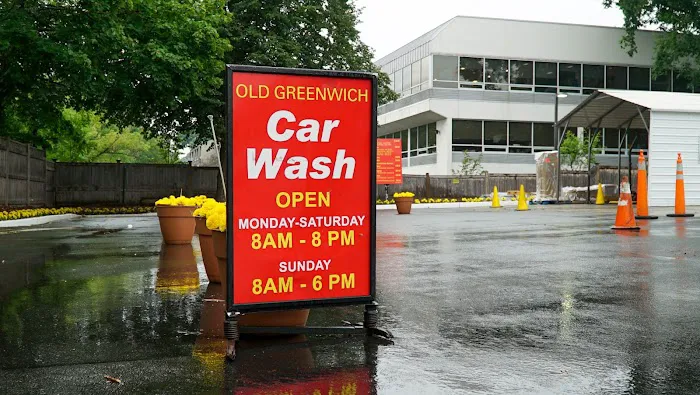 OLD GREENWICH
Car
Wash
OPEN
MONDAY-SATURDAY
8AM - 8 PM
SUNDAY
8AM - 6 PM